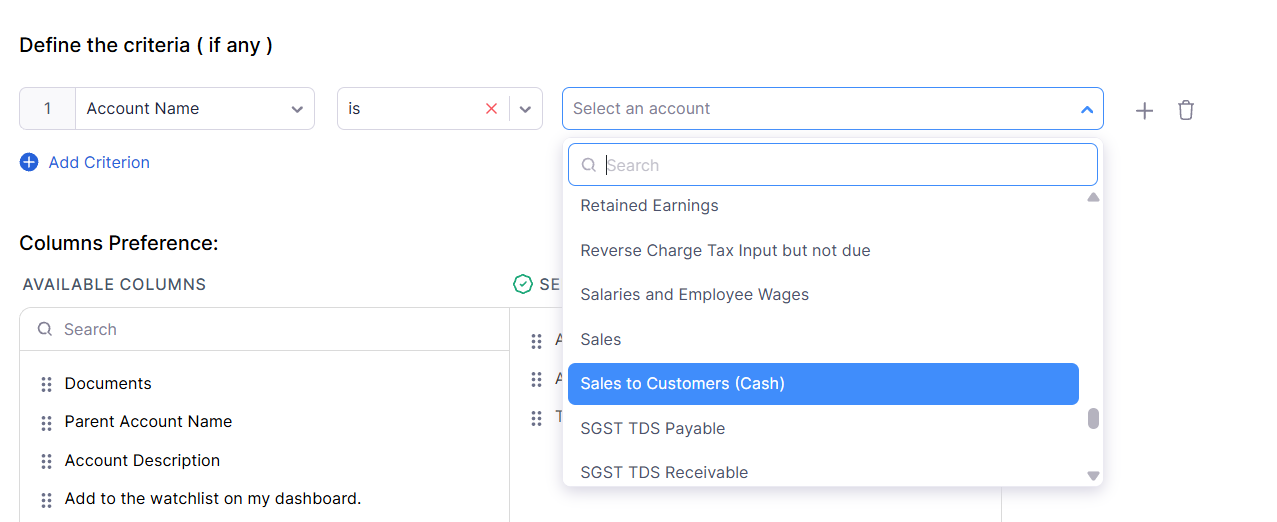 Define the criteria ( if any )
1 Account Name is Select an account
Add Criterion
Search
Retained Earnings
Reverse Charge Tax Input but not due
Salaries and Employee Wages
Sales
Sales to Customers (Cash)
SGST TDS Payable
SGST TDS Receivable
Columns Preference:
AVAILABLE COLUMNS
SE
Search
Documents
Parent Account Name
Account Description
Add to the watchlist on my dashboard.